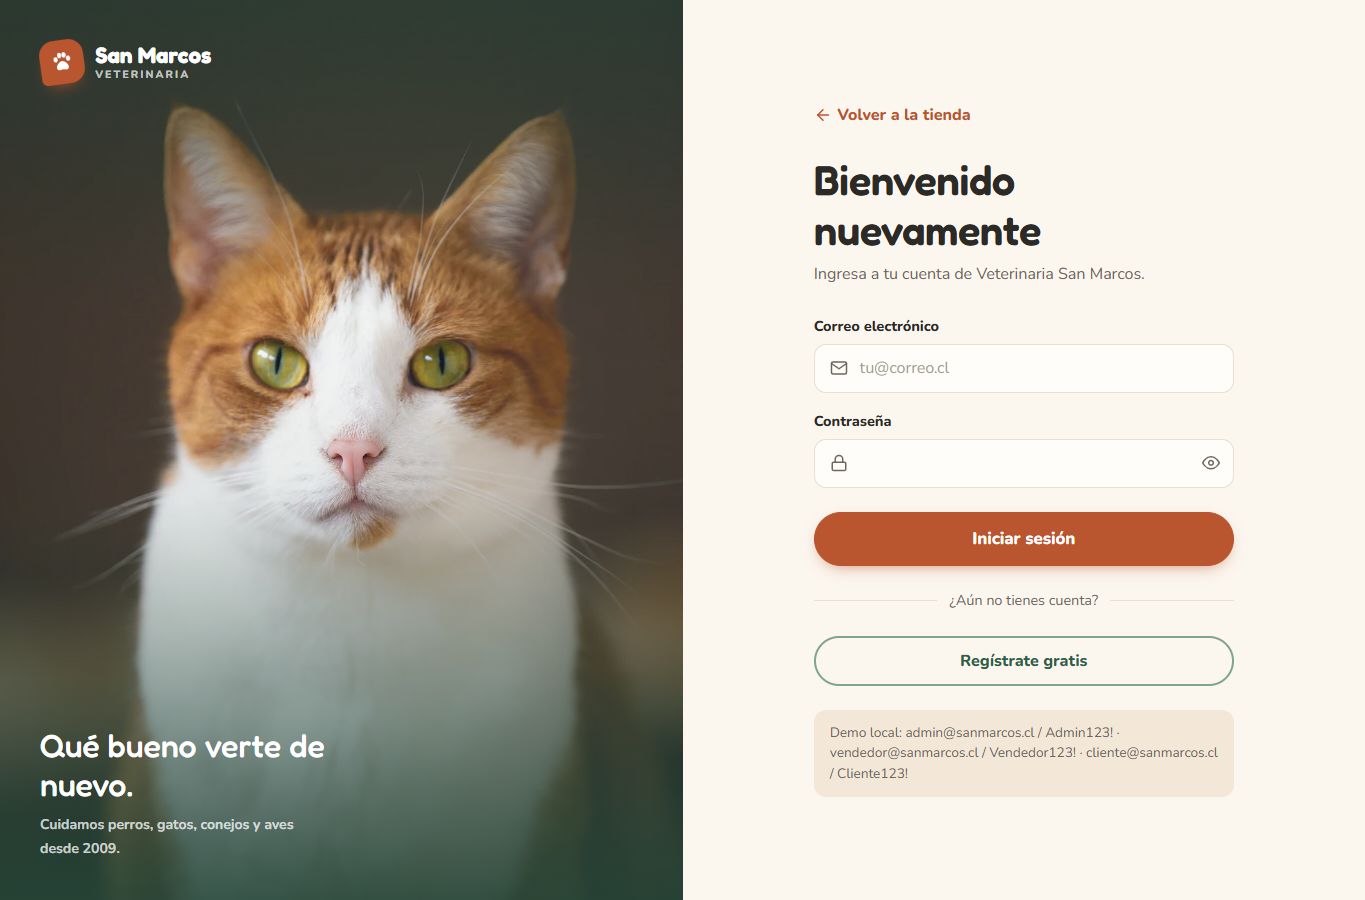 San Marcos
VETERINARIA
Qué bueno verte de
nuevo.
Cuidamos perros, gatos, conejos y aves
desde 2009.
← Volver a la tienda
Bienvenido
nuevamente
Ingresa a tu cuenta de Veterinaria San Marcos.
Correo electrónico
tu@correo.cl
Contraseña
Iniciar sesión
¿Aún no tienes cuenta?
Regístrate gratis
Demo local: admin@sanmarcos.cl / Admin123! ·
vendedor@sanmarcos.cl / Vendedor123! · cliente@sanmarcos.cl
/ Cliente123!